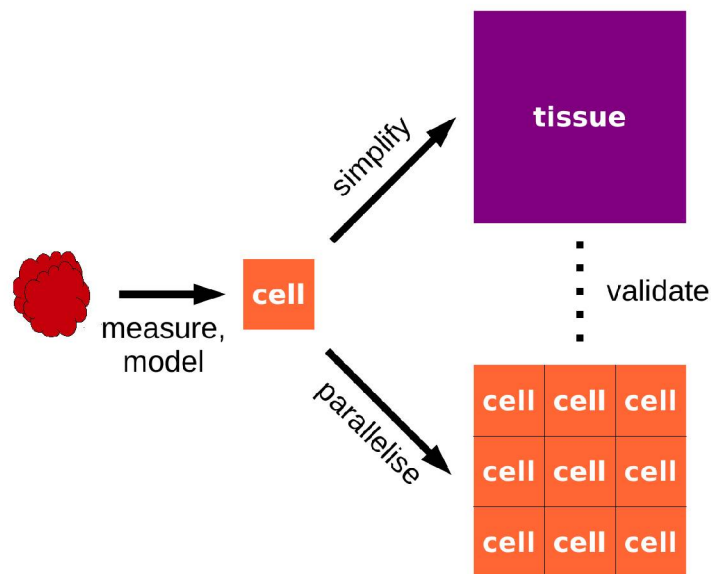 tissue
simplify
cell
validate
measure,
model
parallelise
cell cell cell
cell cell cell
cell cell cell